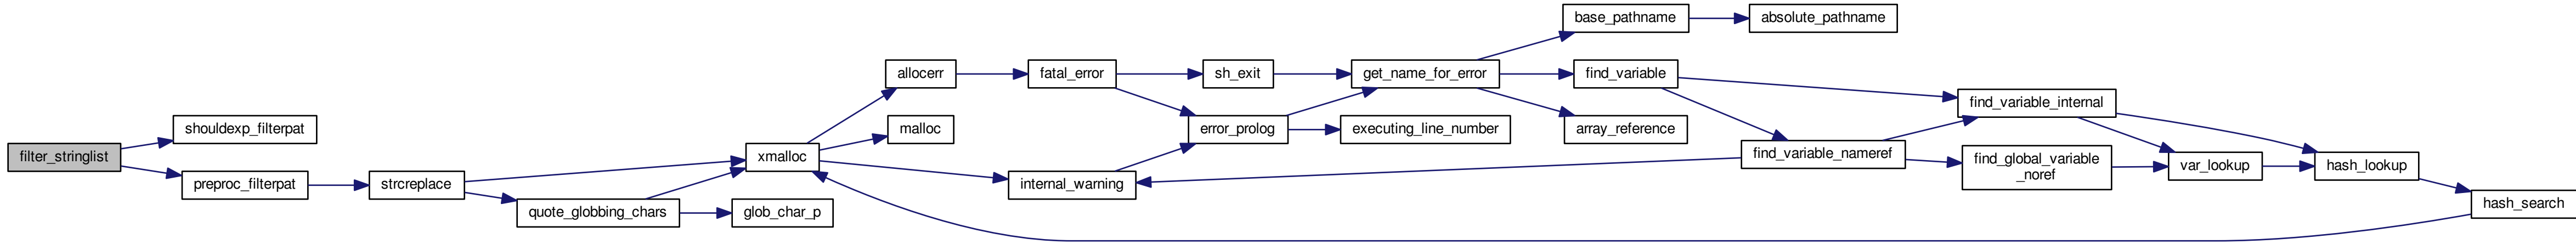 filter_stringlist
shouldexp_filterpat
preproc_filterpat
strcreplace
quote_globbing_chars
xmalloc
glob_char_p
allocerr
malloc
internal_warning
fatal_error
error_prolog
sh_exit
executing_line_number
get_name_for_error
base_pathname
find_variable
array_reference
absolute_pathname
find_variable_nameref
find_variable_internal
find_global_variable
_noref
var_lookup
hash_lookup
hash_search